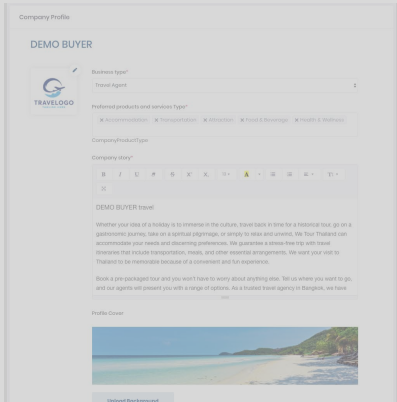 Company Profile
DEMO BUYER
TRAVELOGO
Business type*
Travel Agent
Preferred products and services Type*
× Accommodation × Transportation × Attraction × Food & Beverage × Health & Wellness
CompanyProductType
Company story*
DEMO BUYER travel
Whether your idea of a holiday is to immerse in the culture, travel back in time for a historical tour, go on a
gastronomic journey, take on a spiritual pilgrimage, or simply to relax and unwind, We Tour Thailand can
accommodate your needs and discerning preferences. We guarantee a stress-free trip with travel
itineraries that include transportation, meals, and other essential arrangements. We want your visit to
Thailand to be memorable because of a convenient and fun experience.
Book a pre-packaged tour and you won't have to worry about anything else. Tell us where you want to go,
and our agents will present you with a range of options. As a trusted travel agency in Bangkok, we have
Profile Cover
Upload Background